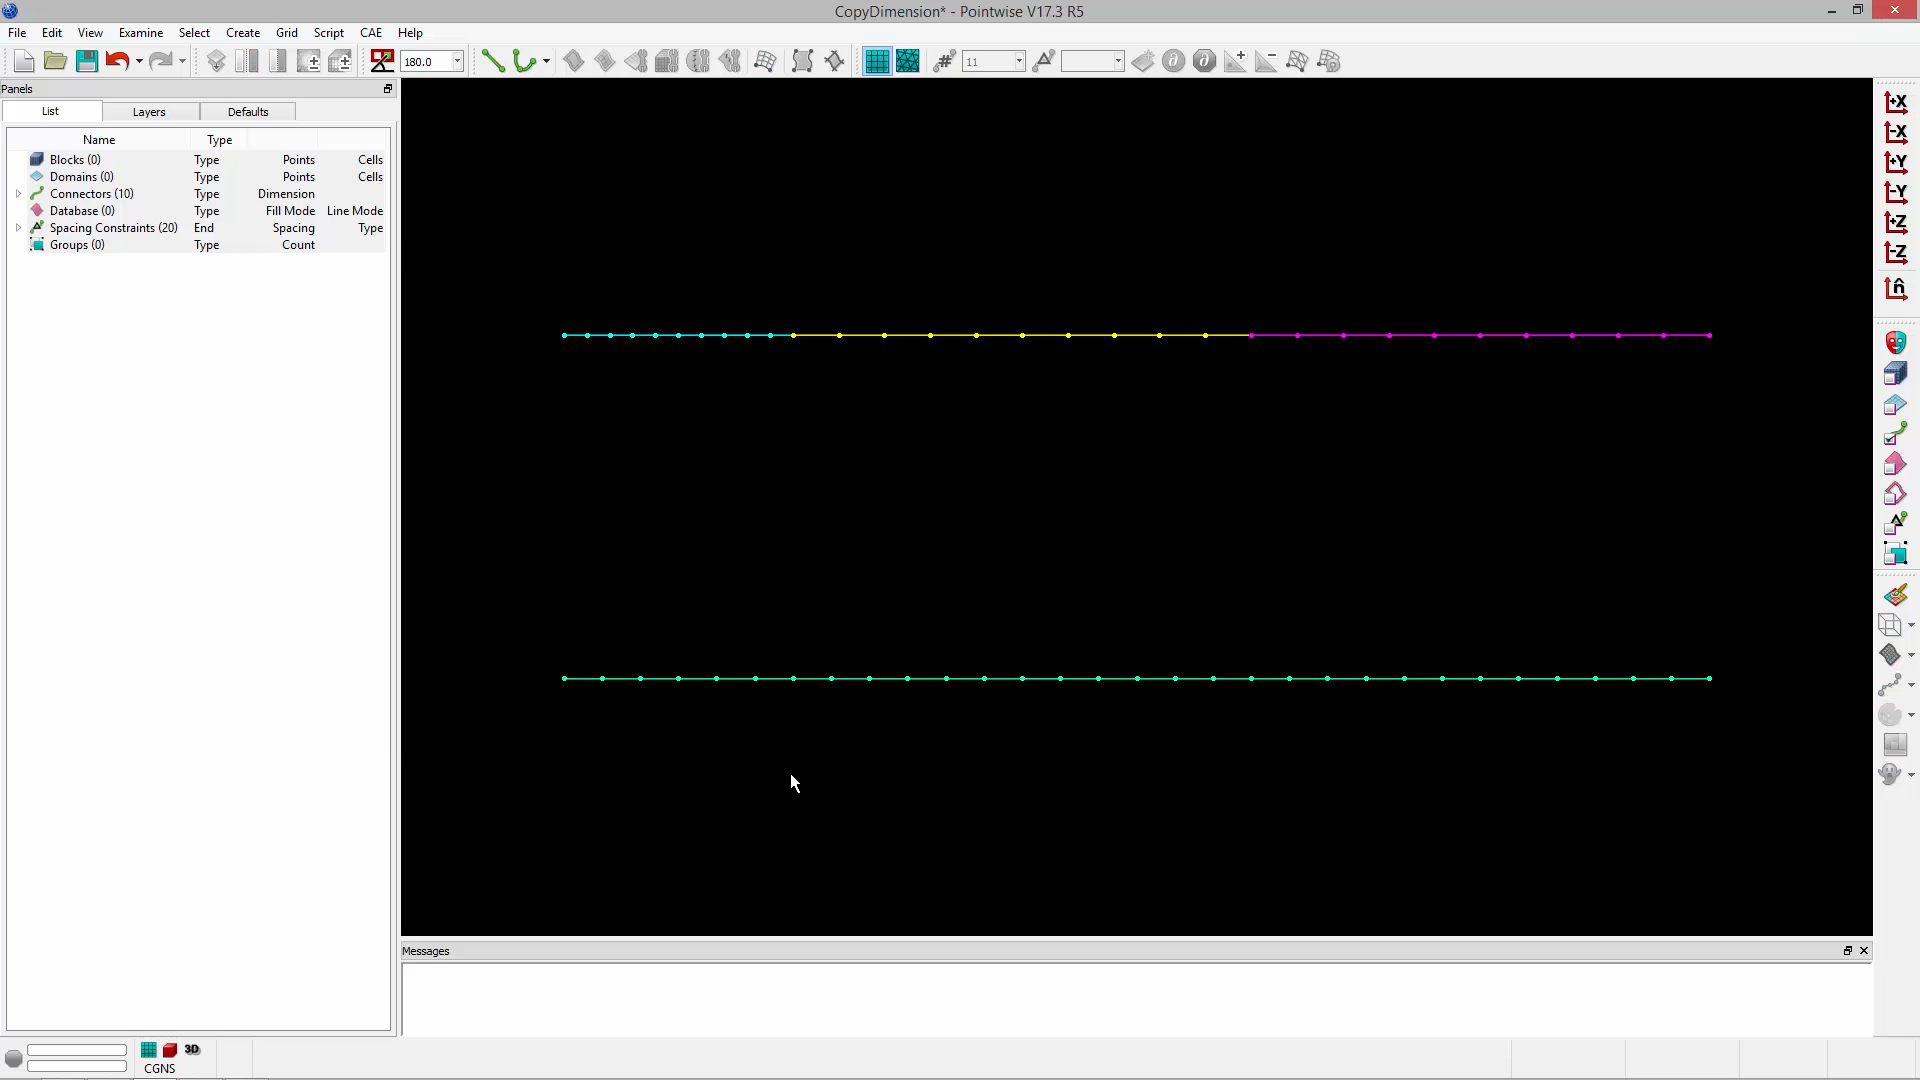 CopyDimension* - Pointwise V17.3 R5
File Edit View Examine Select Create Grid Script CAE Help
180.0
11
Panels
List Layers Defaults
Name Type
Blocks (0) Type Points Cells
Domains (0) Type Points Cells
Connectors (10) Type Dimension
Database (0) Type Fill Mode Line Mode
Spacing Constraints (20) End Spacing Type
Groups (0) Type Count
+X
-X
+Y
-Y
+Z
-Z
n̂
Messages
3D
CGNS